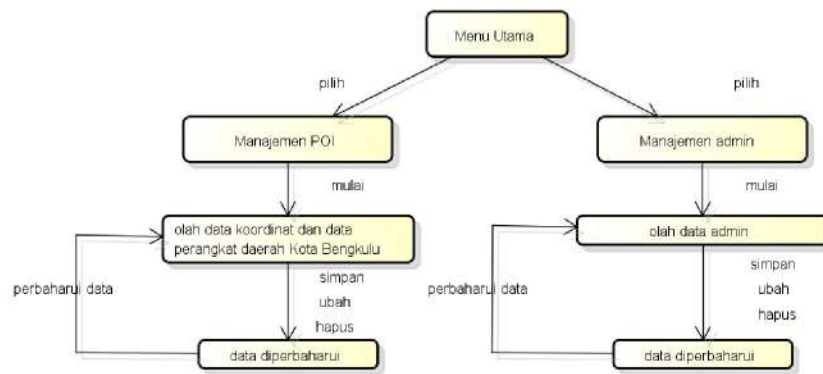 Menu Utama
pilih
pilih
Manajemen POI
Manajemen admin
mulai
mulai
olah data koordinat dan data
perangkat daerah Kota Bengkulu
olah data admin
simpan
ubah
hapus
simpan
ubah
hapus
perbaharui data
perbaharui data
data diperbaharui
data diperbaharui